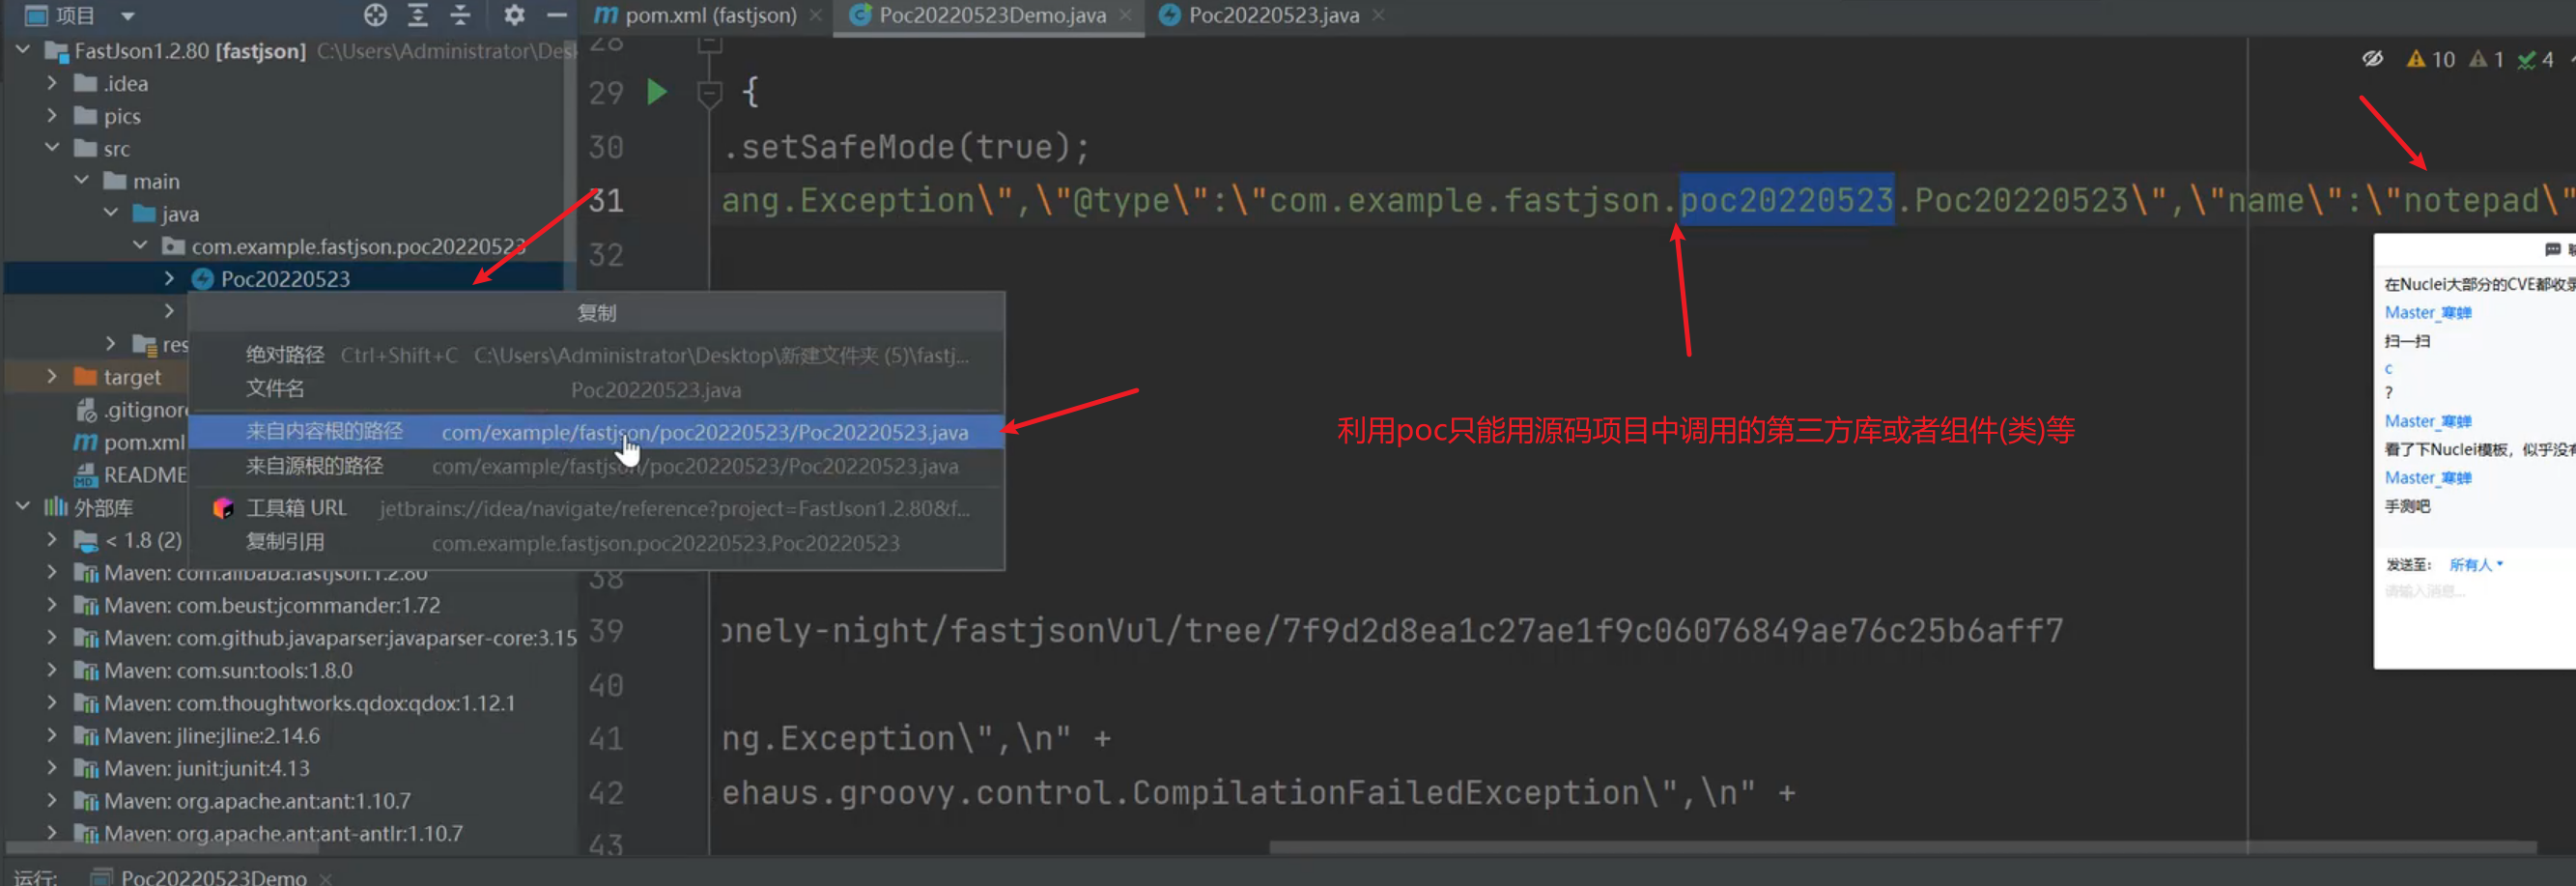 项目
pom.xml (fastjson)
Poc20220523Demo.java
Poc20220523.java
FastJson1.2.80 [fastjson] C:\Users\Administrator\Des
.idea
pics
src
main
java
com.example.fastjson.poc20220523
Poc20220523
target
.gitignor
pom.xml
README
外部库
< 1.8 (2)
Maven: com.alibaba:fastjson:1.2.80
Maven: com.beust:jcommander:1.72
Maven: com.github.javaparser:javaparser-core:3.15
Maven: com.sun:tools:1.8.0
Maven: com.thoughtworks.qdox:qdox:1.12.1
Maven: jline:jline:2.14.6
Maven: junit:junit:4.13
Maven: org.apache.ant:ant:1.10.7
Maven: org.apache.ant:ant-antlr:1.10.7
复制
绝对路径 Ctrl+Shift+C C:\Users\Administrator\Desktop\新建文件夹 (5)\fastj...
文件名 Poc20220523.java
来自内容根的路径 com/example/fastjson/poc20220523/Poc20220523.java
来自源根的路径 com/example/fastjson/poc20220523/Poc20220523.java
工具箱 URL jetbrains://idea/navigate/reference?project=FastJson1.2.80&f...
复制引用 com.example.fastjson.poc20220523.Poc20220523
28
29 {
30 .setSafeMode(true);
31 ang.Exception\",\"@type\":\"com.example.fastjson.poc20220523.Poc20220523\",\"name\":\"notepad\"
32
38
39 onely-night/fastjsonVul/tree/7f9d2d8ea1c27ae1f9c06076849ae76c25b6aff7
40
41 ng.Exception\",\n" +
42 ehaus.groovy.control.CompilationFailedException\",\n" +
43
10 1 4
利用poc只能用源码项目中调用的第三方库或者组件(类)等
在Nuclei大部分的CVE都收录
Master_寒蝉
扫一扫
c
?
Master_寒蝉
看了下Nuclei模板，似乎没有
Master_寒蝉
手测吧
发送至： 所有人
请输入消息...
运行: Poc20220523Demo